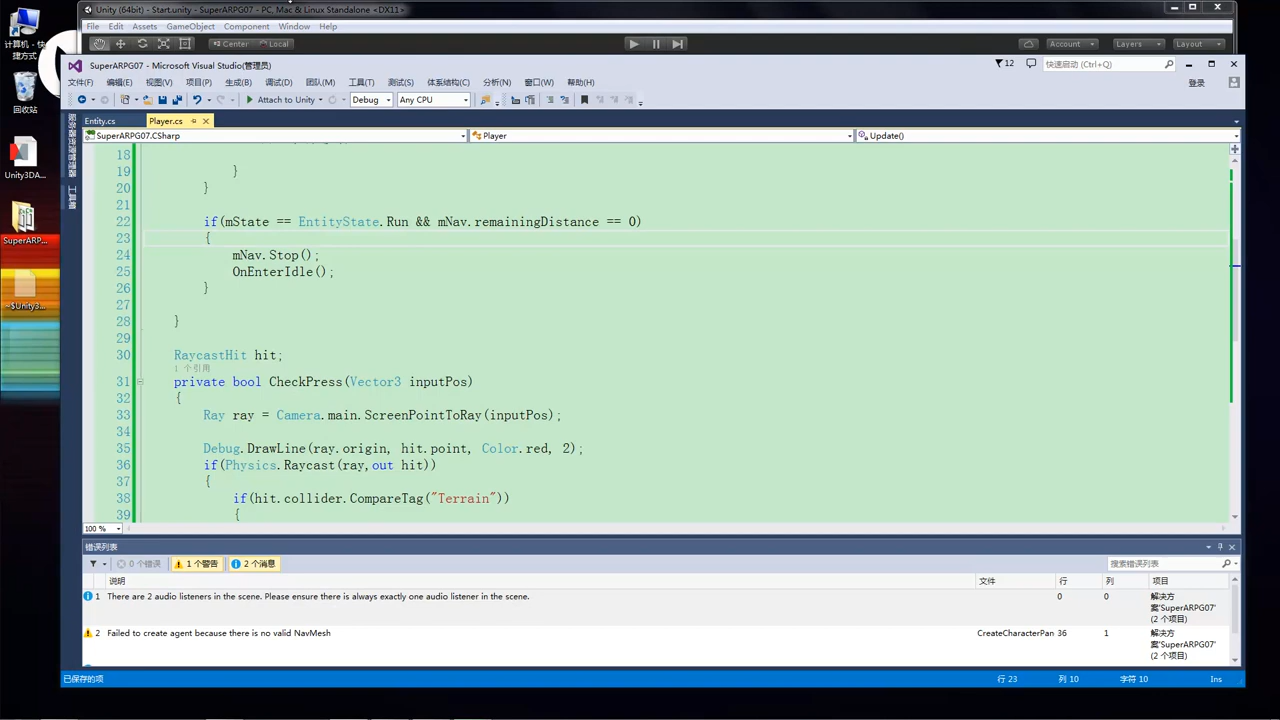 Unity (64bit) - Start.unity - SuperARPG07 - PC, Mac & Linux Standalone <DX11>
File Edit Assets GameObject Component Window Help
Center Local Account Layers Layout
计算机 - 快捷方式
回收站
Unity3DA...
SuperARP...
~$Unity3...
SuperARPG07 - Microsoft Visual Studio(管理员)
12 快速启动 (Ctrl+Q)
文件(F) 编辑(E) 视图(V) 项目(P) 生成(B) 调试(D) 团队(M) 工具(T) 测试(S) 体系结构(C) 分析(N) 窗口(W) 帮助(H) 登录
Attach to Unity Debug Any CPU
服务器资源管理器
工具箱
Entity.cs Player.cs
SuperARPG07.CSharp Player Update()
18
19 }
20 }
21
22 if(mState == EntityState.Run && mNav.remainingDistance == 0)
23 {
24 mNav.Stop();
25 OnEnterIdle();
26 }
27
28 }
29
30 RaycastHit hit;
1 个引用
31 private bool CheckPress(Vector3 inputPos)
32 {
33 Ray ray = Camera.main.ScreenPointToRay(inputPos);
34
35 Debug.DrawLine(ray.origin, hit.point, Color.red, 2);
36 if(Physics.Raycast(ray,out hit))
37 {
38 if(hit.collider.CompareTag("Terrain"))
39 {
100 %
错误列表
0 个错误 1 个警告 2 个消息 搜索错误列表
说明 文件 行 列 项目
1 There are 2 audio listeners in the scene. Please ensure there is always exactly one audio listener in the scene. 0 0 解决方案'SuperARPG07' (2 个项目)
2 Failed to create agent because there is no valid NavMesh CreateCharacterPan 36 1 解决方案'SuperARPG07' (2 个项目)
已保存的项 行 23 列 10 字符 10 Ins